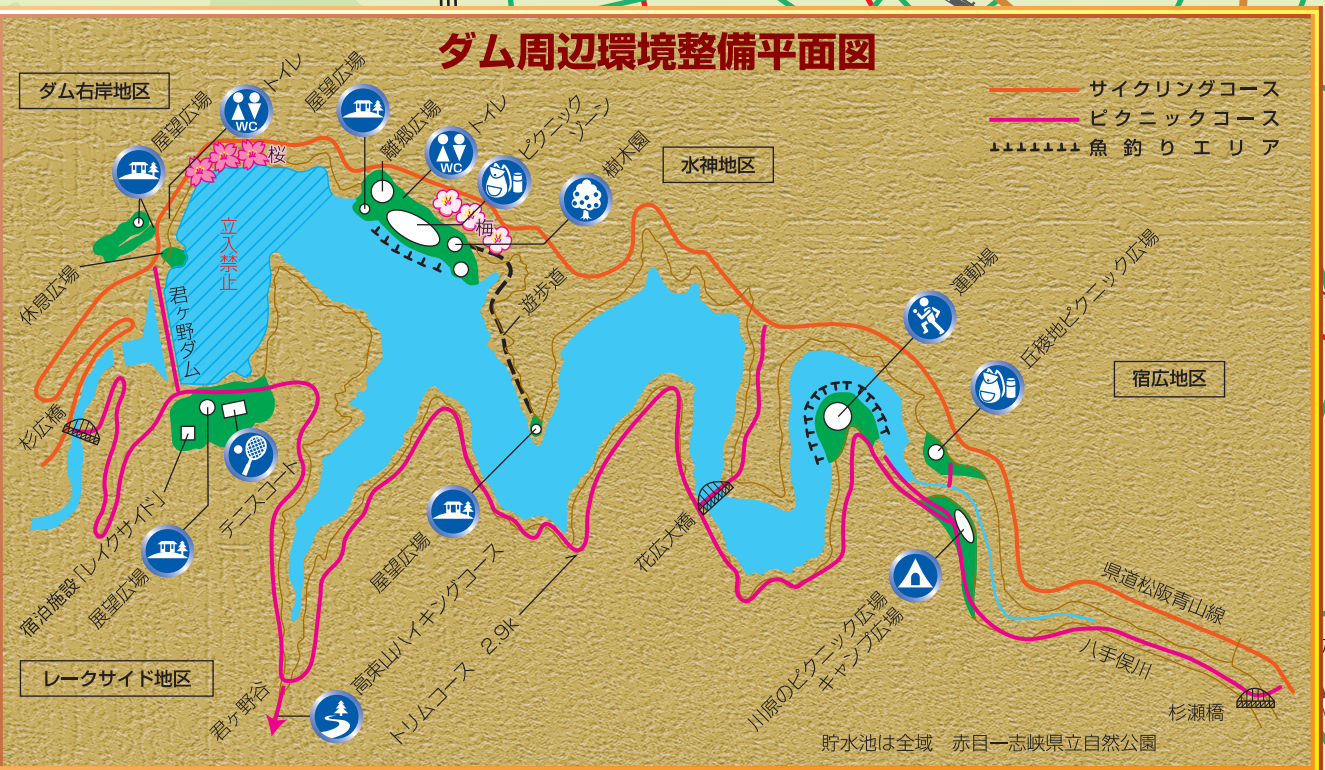 ダム周辺環境整備平面図
ダム右岸地区
サイクリングコース
ピクニックコース
魚釣りエリア
屋望広場
トイレ
WC
屋望広場
離郷広場
トイレ
WC
ピクニック
ゾーン
樹木園
水神地区
桜
梅
立入禁止
休息広場
君ヶ野ダム
遊歩道
運動場
丘稜地ピクニック広場
宿広地区
杉広橋
テニスコート
宿泊施設「レイクサイド」
展望広場
屋望広場
花広大橋
高束山ハイキングコース
トリムコース 2.9k
川原のピクニック広場
キャンプ広場
県道松阪青山線
八手俣川
レークサイド地区
君ヶ野谷
杉瀬橋
貯水池は全域 赤目一志峡県立自然公園